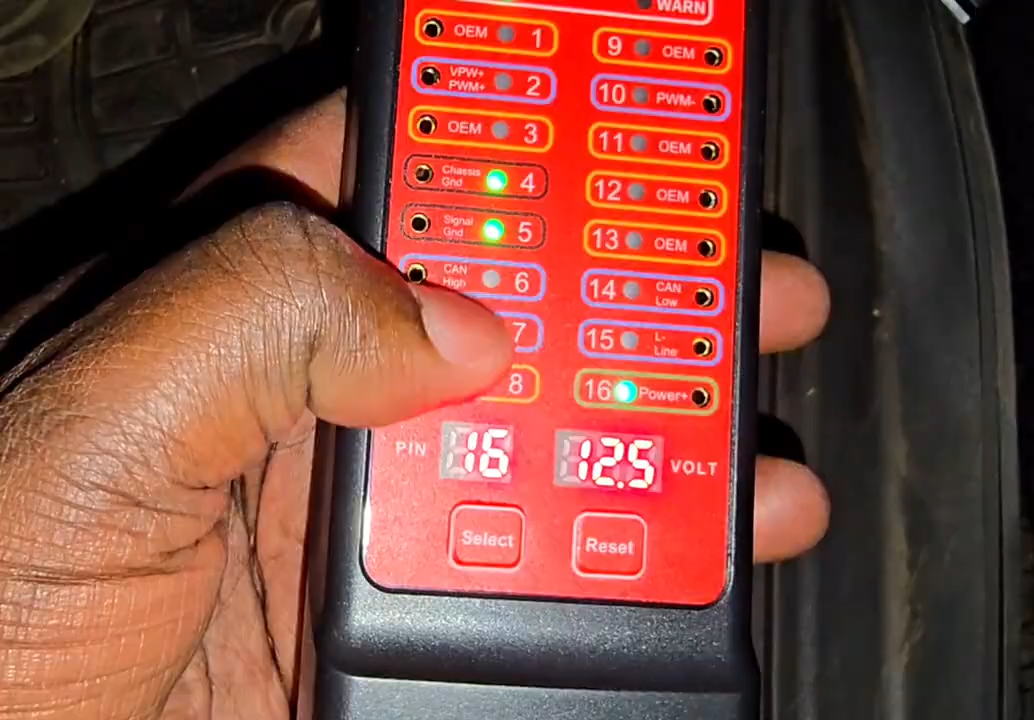 WARN
OEM 1
VPW+
PWM+ 2
OEM 3
Chassis
Gnd 4
Signal
Gnd 5
CAN
High 6
7
8
9 OEM
10 PWM-
11 OEM
12 OEM
13 OEM
14 CAN
Low
15 L-
Line
16 Power+
PIN 16
12.5 VOLT
Select
Reset